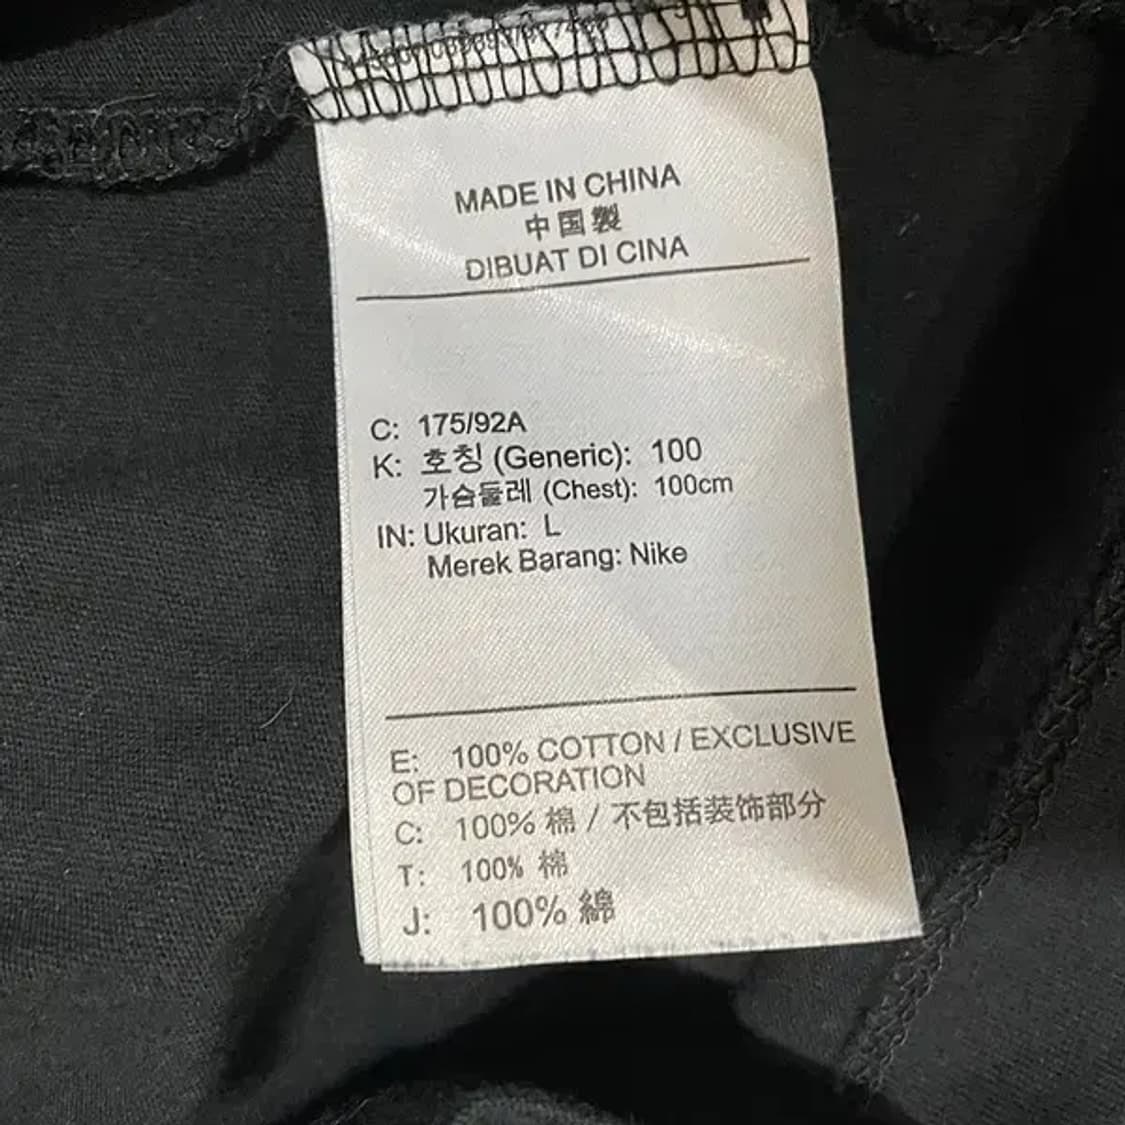 MADE IN CHINA
中国製
DIBUAT DI CINA
C: 175/92A
K: 호칭 (Generic): 100
가슴둘레 (Chest): 100cm
IN: Ukuran: L
Merek Barang: Nike
E: 100% COTTON / EXCLUSIVE
OF DECORATION
C: 100% 棉 / 不包括装饰部分
T: 100% 棉
J: 100% 綿